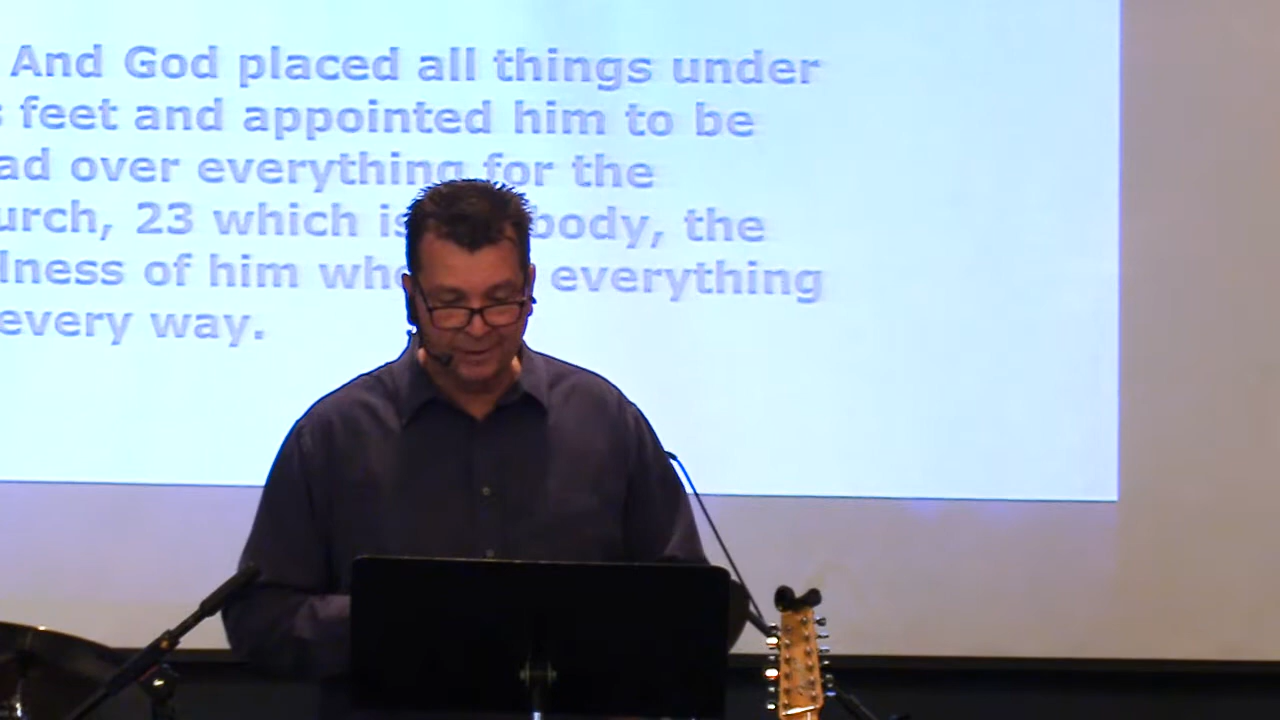 And God placed all things under
feet and appointed him to be
ad over everything for the
urch, 23 which is body, the
lness of him who everything
every way.